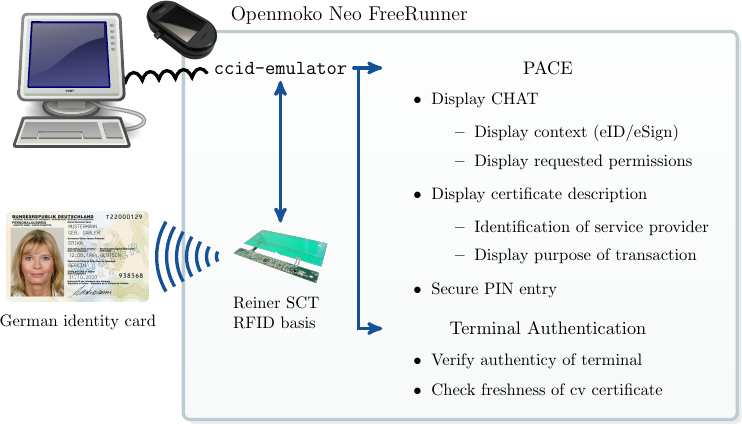 Openmoko Neo FreeRunner
ccid-emulator
PACE
• Display CHAT
– Display context (eID/eSign)
– Display requested permissions
• Display certificate description
– Identification of service provider
– Display purpose of transaction
• Secure PIN entry
Terminal Authentication
• Verify authenticy of terminal
• Check freshness of cv certificate
Reiner SCT
RFID basis
BUNDESREPUBLIK DEUTSCHLAND T22000129
PERSONALAUSWEIS
MUSTERMANN
GEB. GABLER
ERIKA
12.08.1964 DEUTSCH
BERLIN
31.10.2020 938568
German identity card